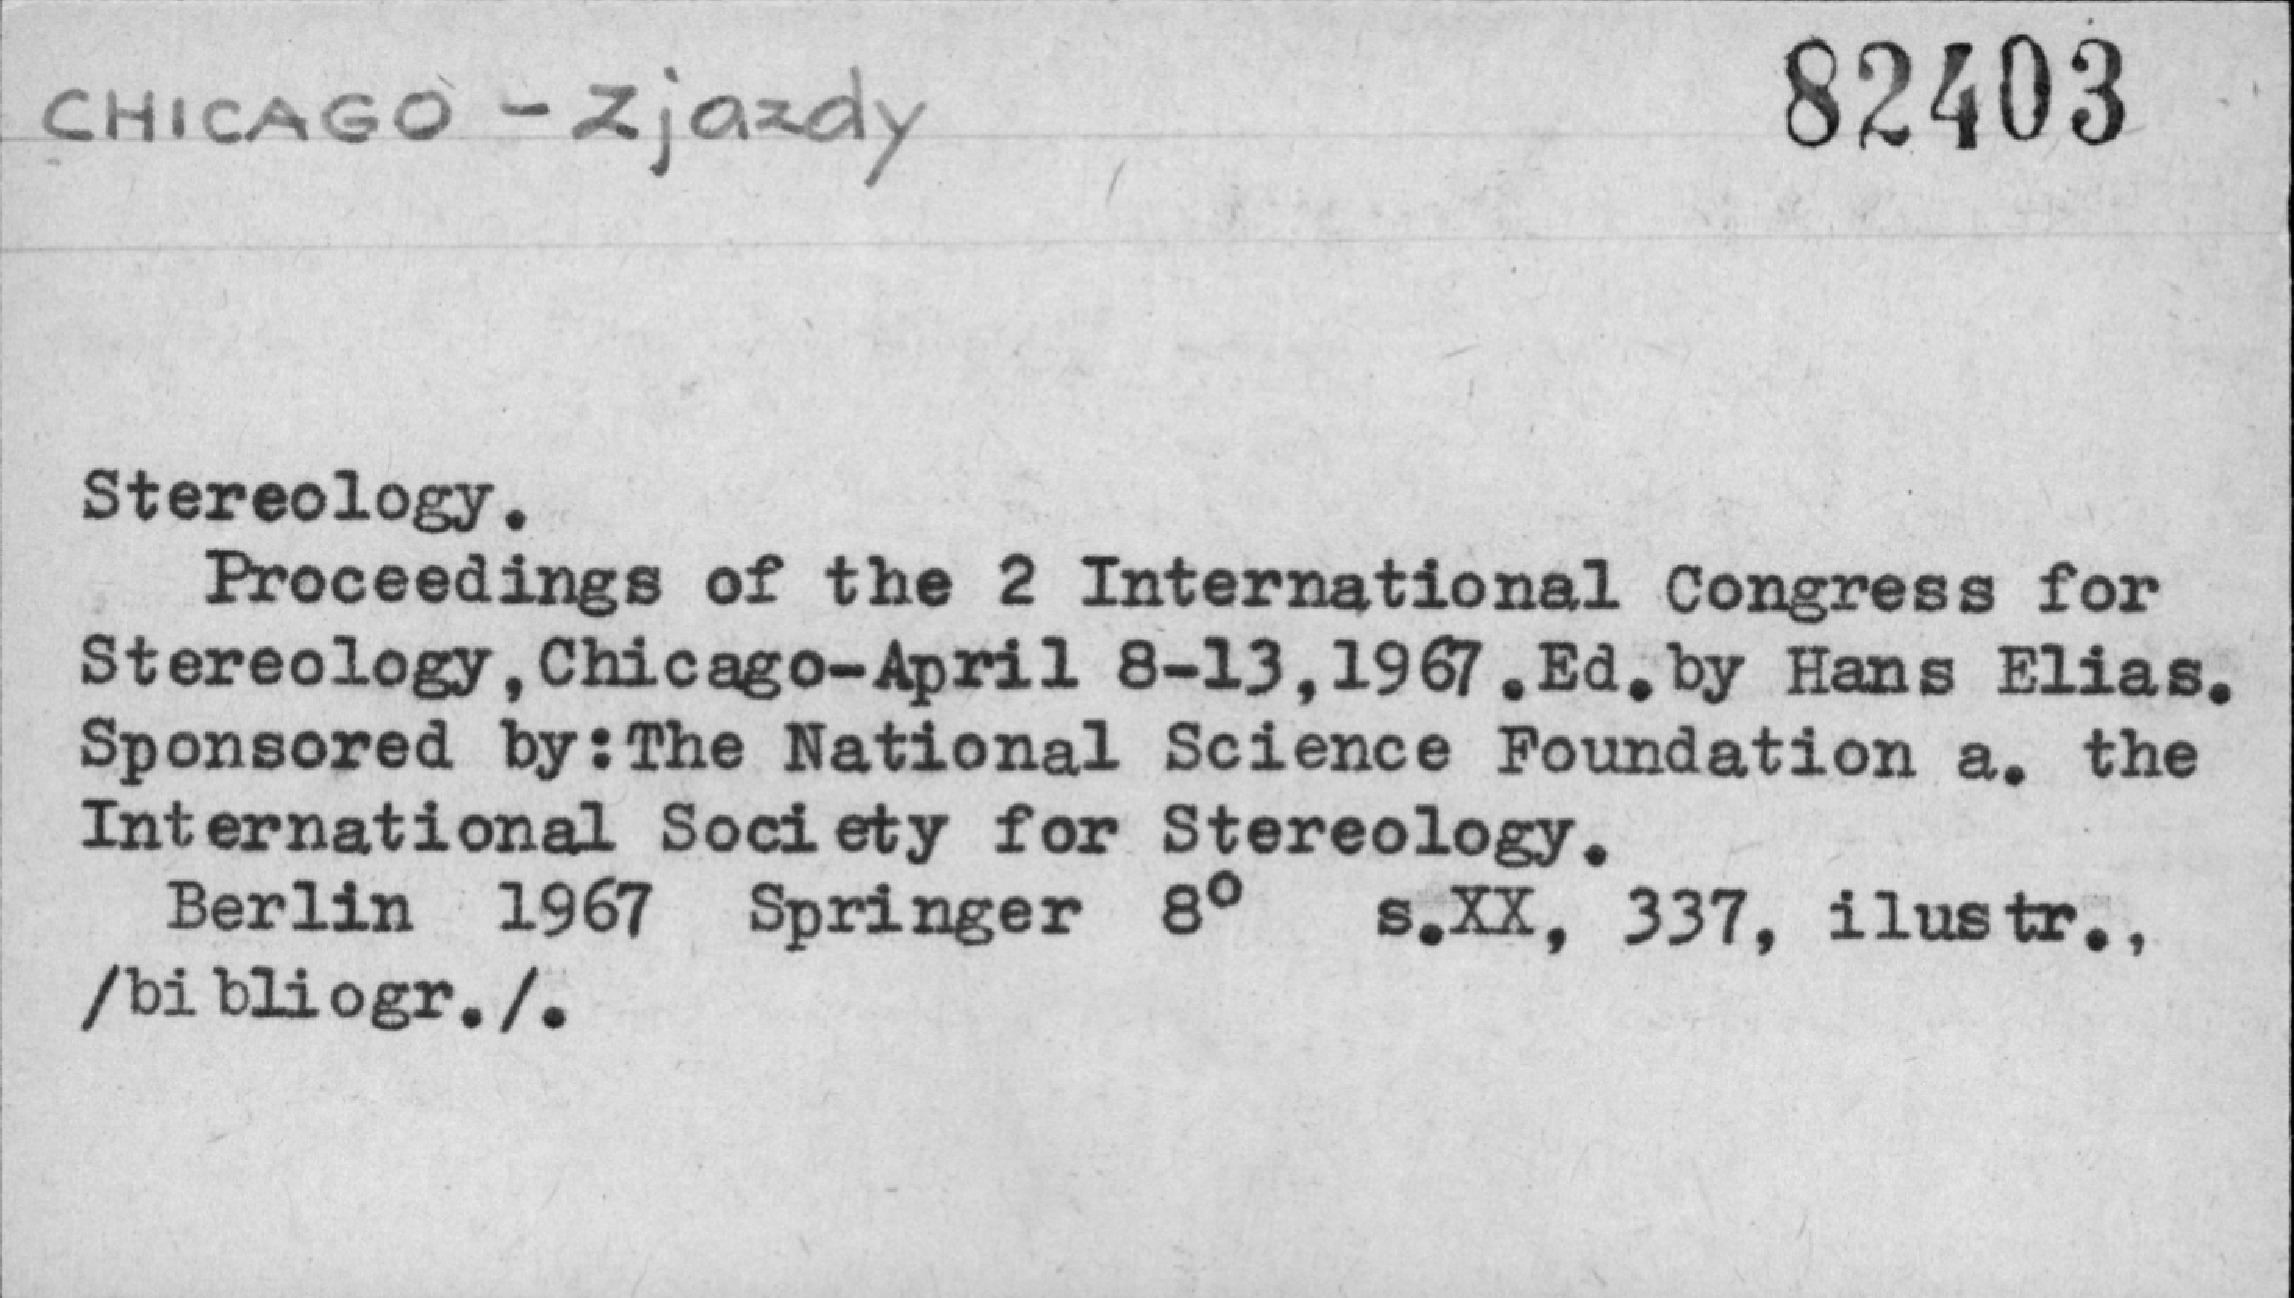 CHICAGO - Zjazdy
82403
Stereology.
Proceedings of the 2 International Congress for
Stereology,Chicago-April 8-13,1967.Ed.by Hans Elias.
Sponsored by:The National Science Foundation a. the
International Society for Stereology.
Berlin 1967 Springer 8° s.XX, 337, ilustr.,
/bibliogr./.